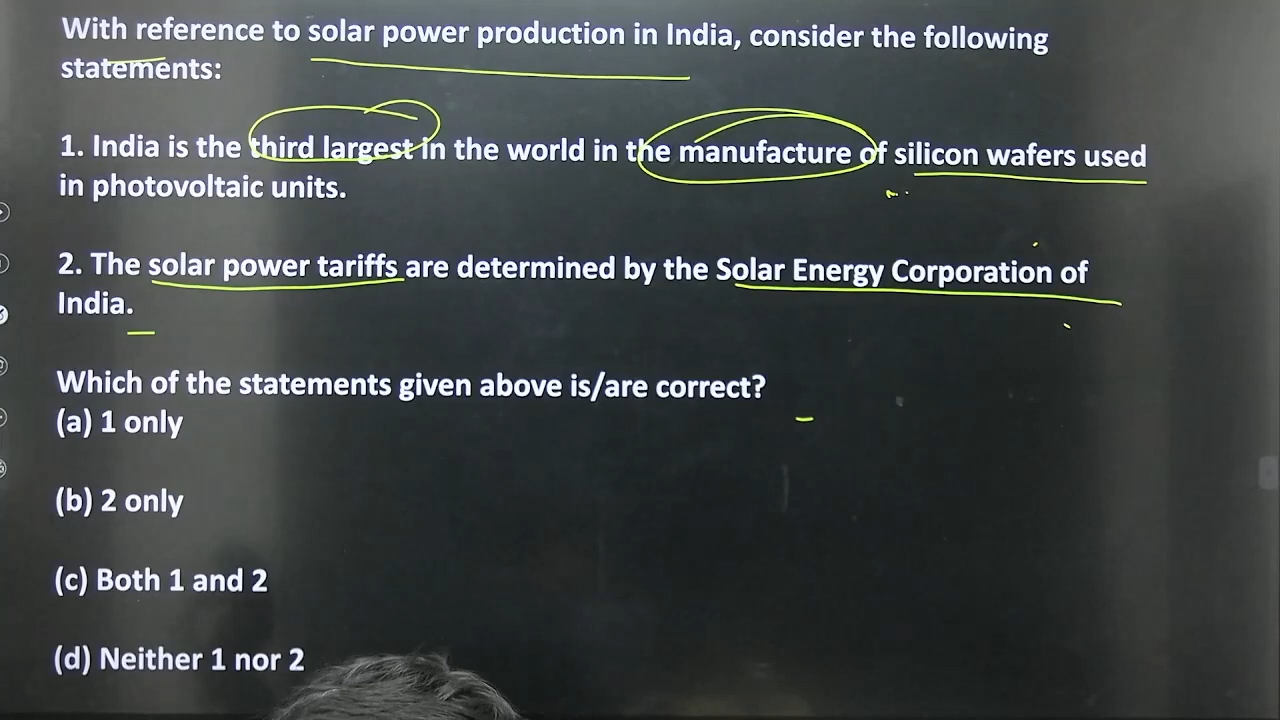 With reference to solar power production in India, consider the following
statements:
1. India is the third largest in the world in the manufacture of silicon wafers used
in photovoltaic units.
2. The solar power tariffs are determined by the Solar Energy Corporation of
India.
Which of the statements given above is/are correct?
(a) 1 only
(b) 2 only
(c) Both 1 and 2
(d) Neither 1 nor 2